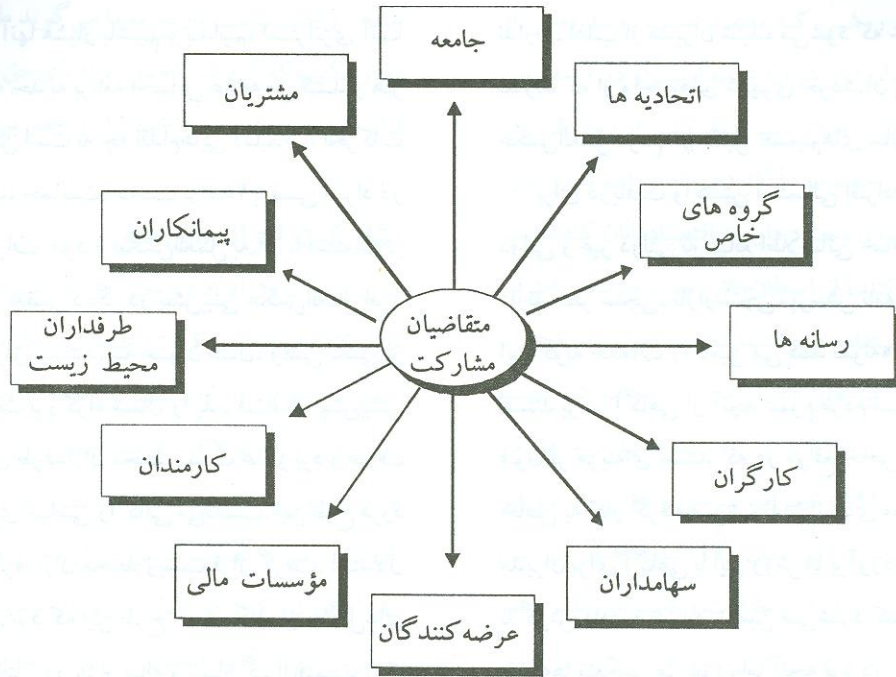 جامعه
مشتریان
اتحادیه ها
پیمانکاران
گروه های
خاص
متقاضیان
مشارکت
طرفداران
محیط زیست
رسانه ها
کارمندان
کارگران
مؤسسات مالی
سهامداران
عرضه کنندگان